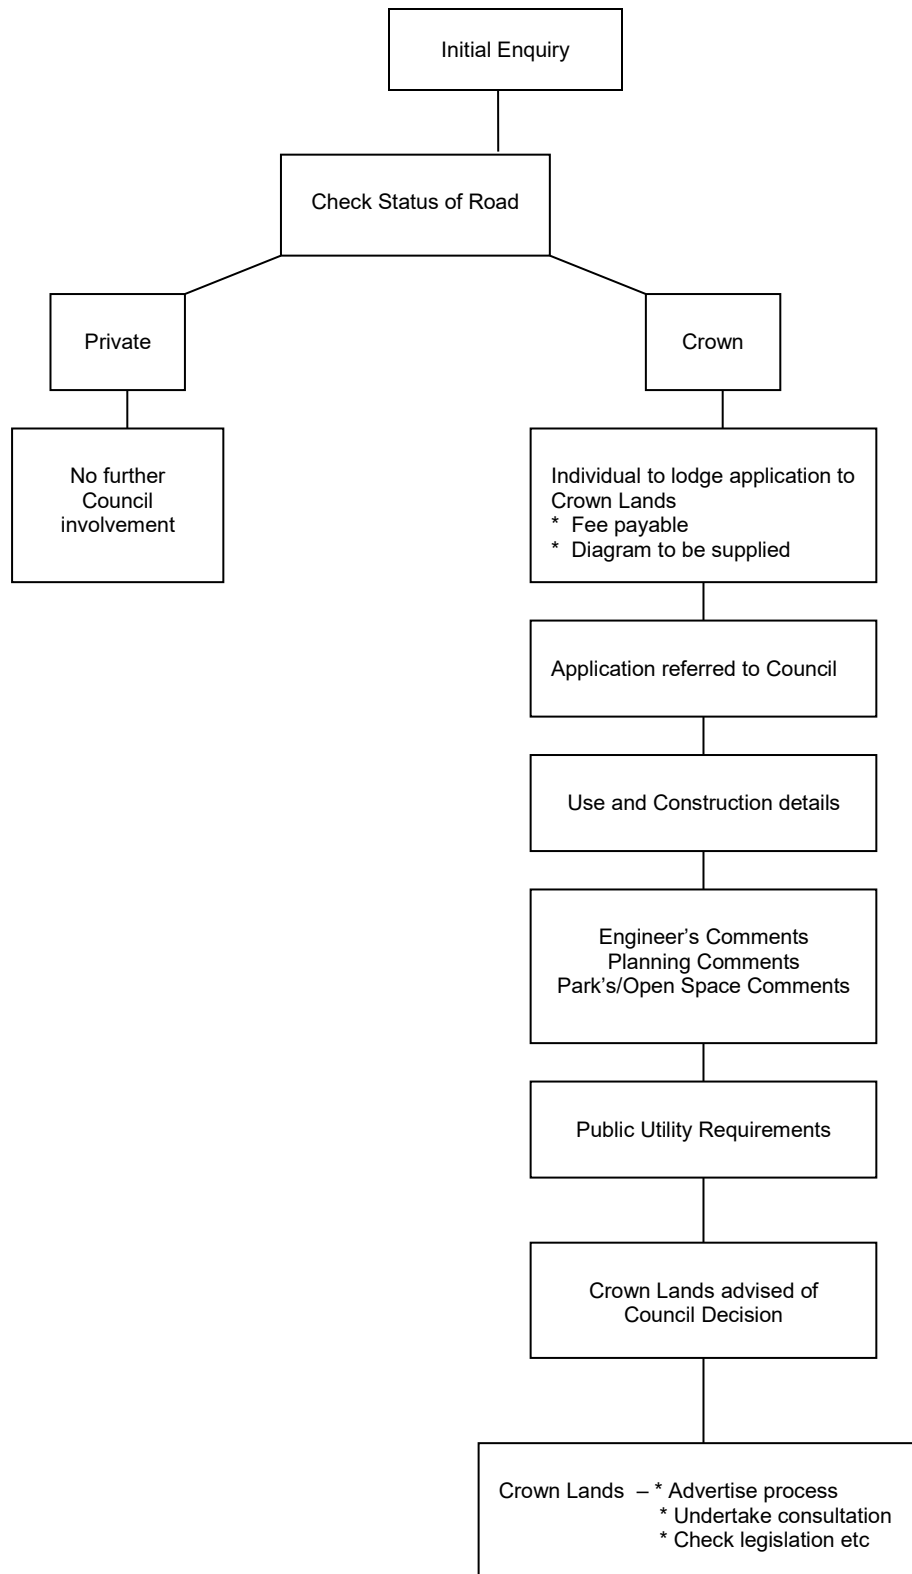 Initial Enquiry
Check Status of Road
Private
Crown
No further
Council
involvement
Individual to lodge application to
Crown Lands
* Fee payable
* Diagram to be supplied
Application referred to Council
Use and Construction details
Engineer’s Comments
Planning Comments
Park’s/Open Space Comments
Public Utility Requirements
Crown Lands advised of
Council Decision
Crown Lands – * Advertise process
* Undertake consultation
* Check legislation etc